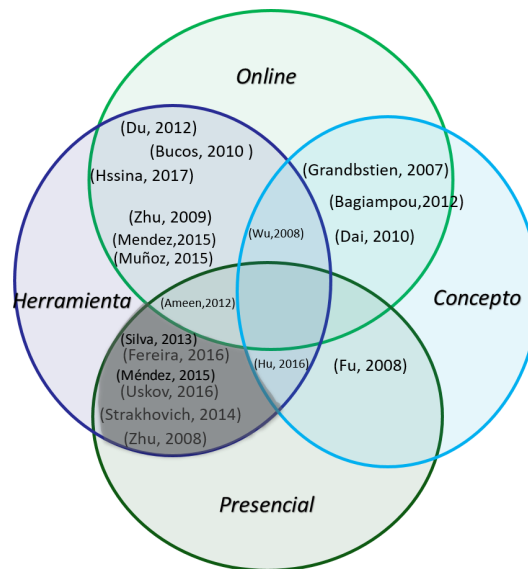 Online
(Du, 2012)
(Bucos, 2010 )
(Grandbstien, 2007)
(Hssina, 2017)
(Bagiampou,2012)
(Zhu, 2009)
(Wu,2008)
(Dai, 2010)
(Mendez,2015)
(Muñoz, 2015)
Herramienta
(Ameen,2012)
Concepto
(Silva, 2013)
(Fereira, 2016)
(Hu, 2016)
(Fu, 2008)
(Méndez, 2015)
(Uskov, 2016)
(Strakhovich, 2014)
(Zhu, 2008)
Presencial